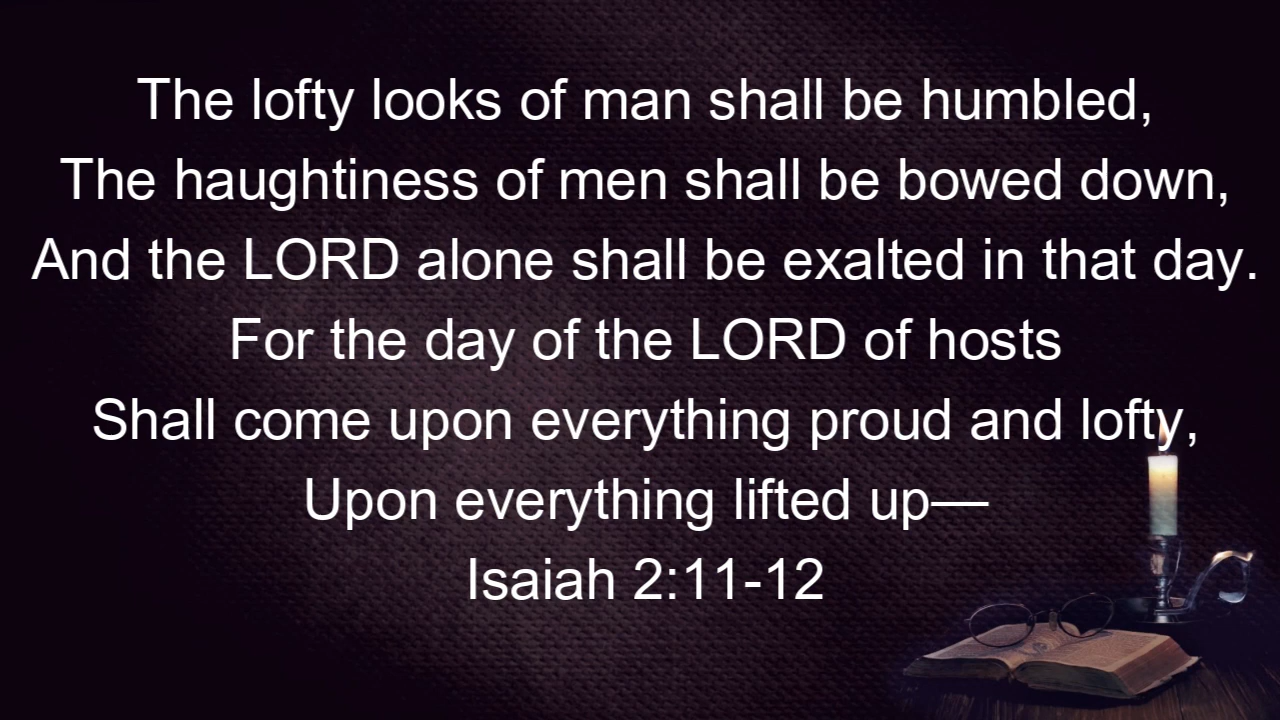 The lofty looks of man shall be humbled,
The haughtiness of men shall be bowed down,
And the LORD alone shall be exalted in that day.
For the day of the LORD of hosts
Shall come upon everything proud and lofty,
Upon everything lifted up—
Isaiah 2:11-12